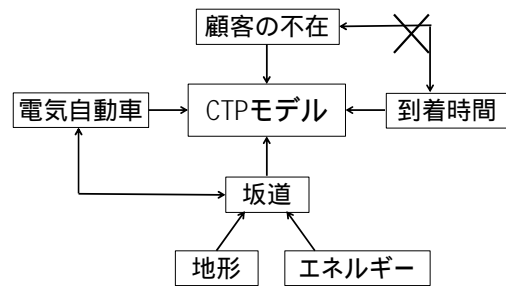 顧客の不在
電気自動車
CTPモデル
到着時間
坂道
地形
エネルギー